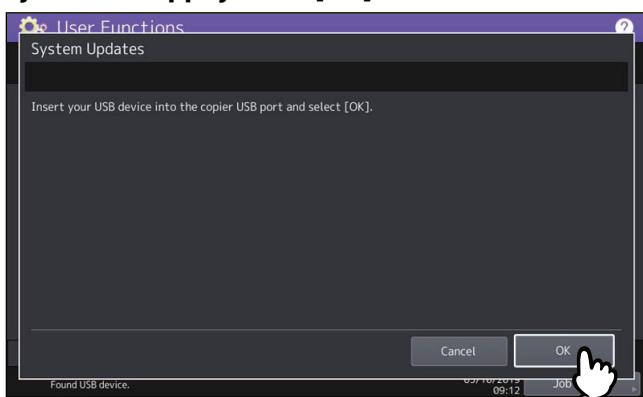 User Functions
?
System Updates
Insert your USB device into the copier USB port and select [OK].
Cancel
OK
Found USB device.
09:12
Job